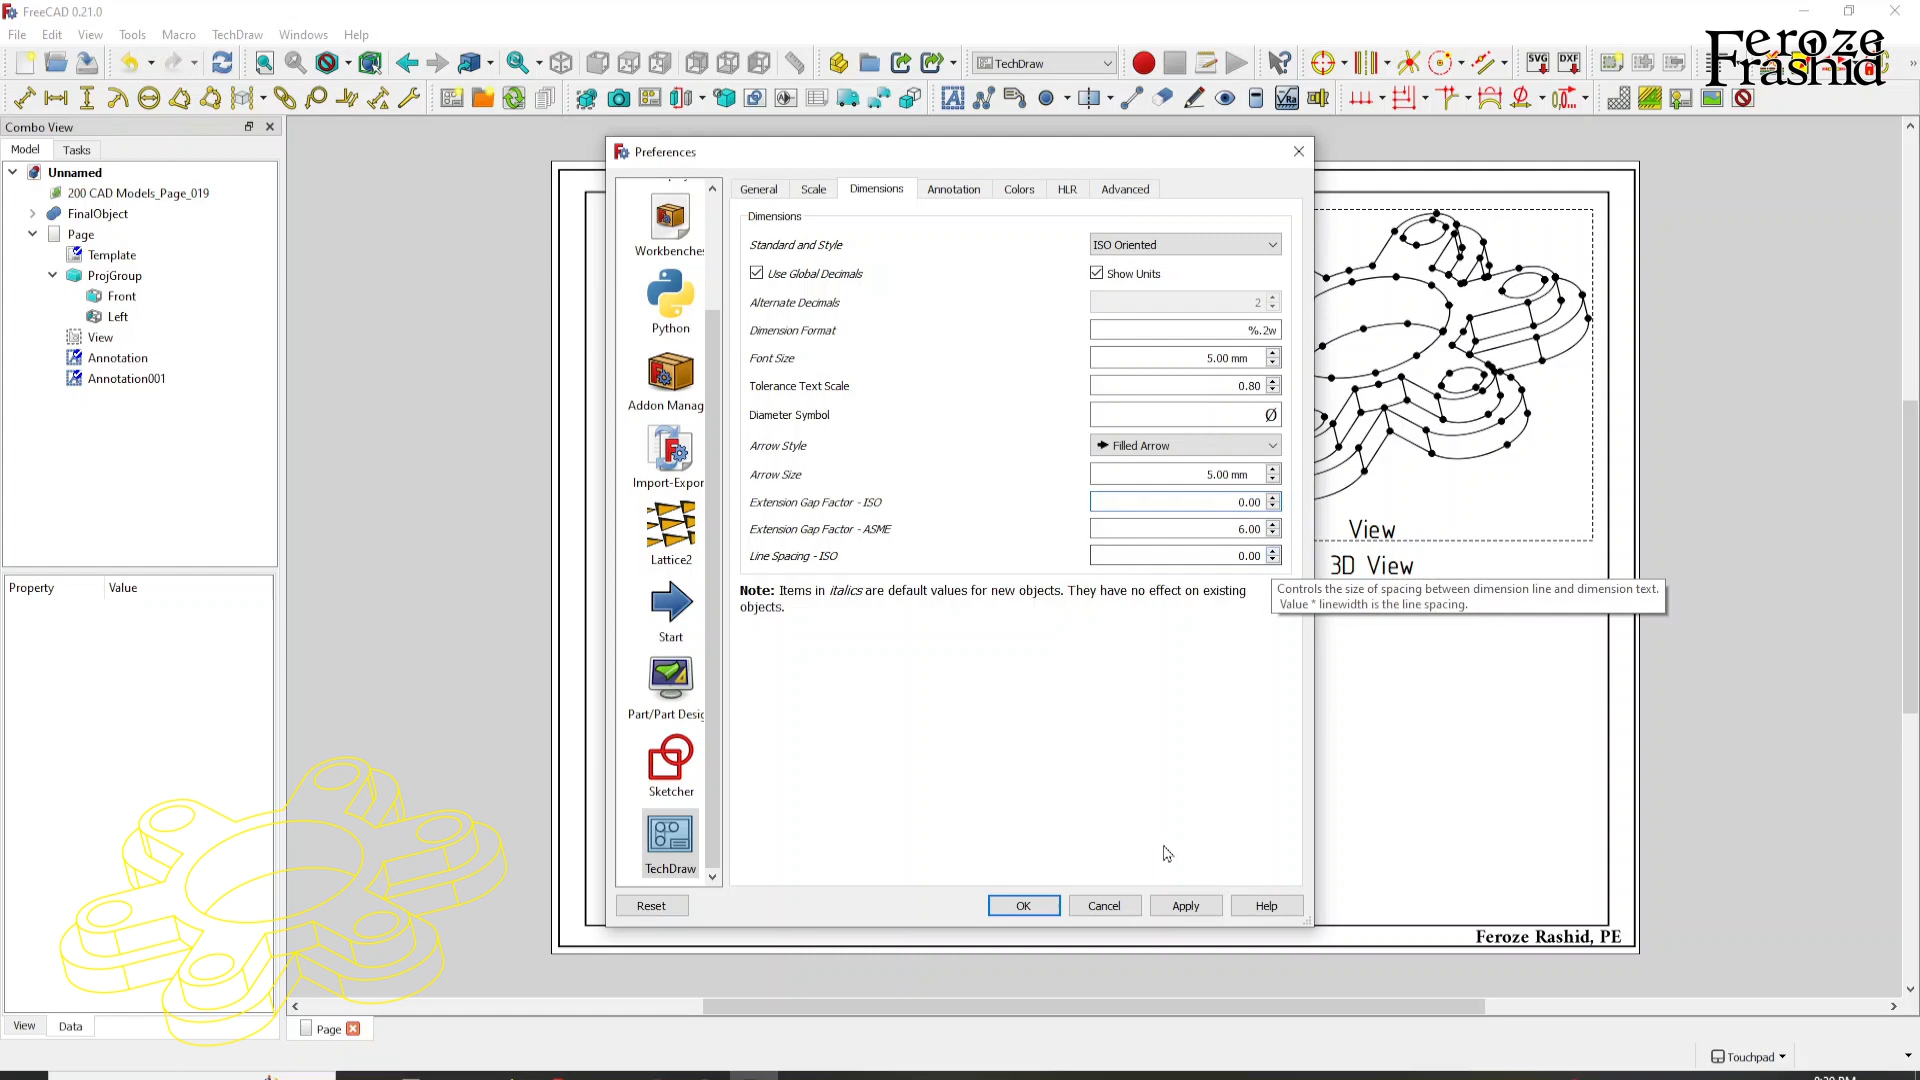 FreeCAD 0.21.0
File Edit View Tools Macro TechDraw Windows Help
Feroze
Frashid
TechDraw
SVG DXF
Combo View
Model Tasks
Unnamed
200 CAD Models_Page_019
FinalObject
Page
Template
ProjGroup
Front
Left
View
Annotation
Annotation001
Property Value
View Data
Preferences
Workbenches
Python
Addon Manag
Import-Expor
Lattice2
Start
Part/Part Desig
Sketcher
TechDraw
General Scale Dimensions Annotation Colors HLR Advanced
Dimensions
Standard and Style ISO Oriented
Use Global Decimals Show Units
Alternate Decimals 2
Dimension Format %.2w
Font Size 5.00 mm
Tolerance Text Scale 0.80
Diameter Symbol Ø
Arrow Style Filled Arrow
Arrow Size 5.00 mm
Extension Gap Factor - ISO 0.00
Extension Gap Factor - ASME 6.00
Line Spacing - ISO 0.00
Note: Items in italics are default values for new objects. They have no effect on existing
objects.
Controls the size of spacing between dimension line and dimension text.
Value * linewidth is the line spacing.
View
3D View
Reset OK Cancel Apply Help
Feroze Rashid, PE
Page
Touchpad